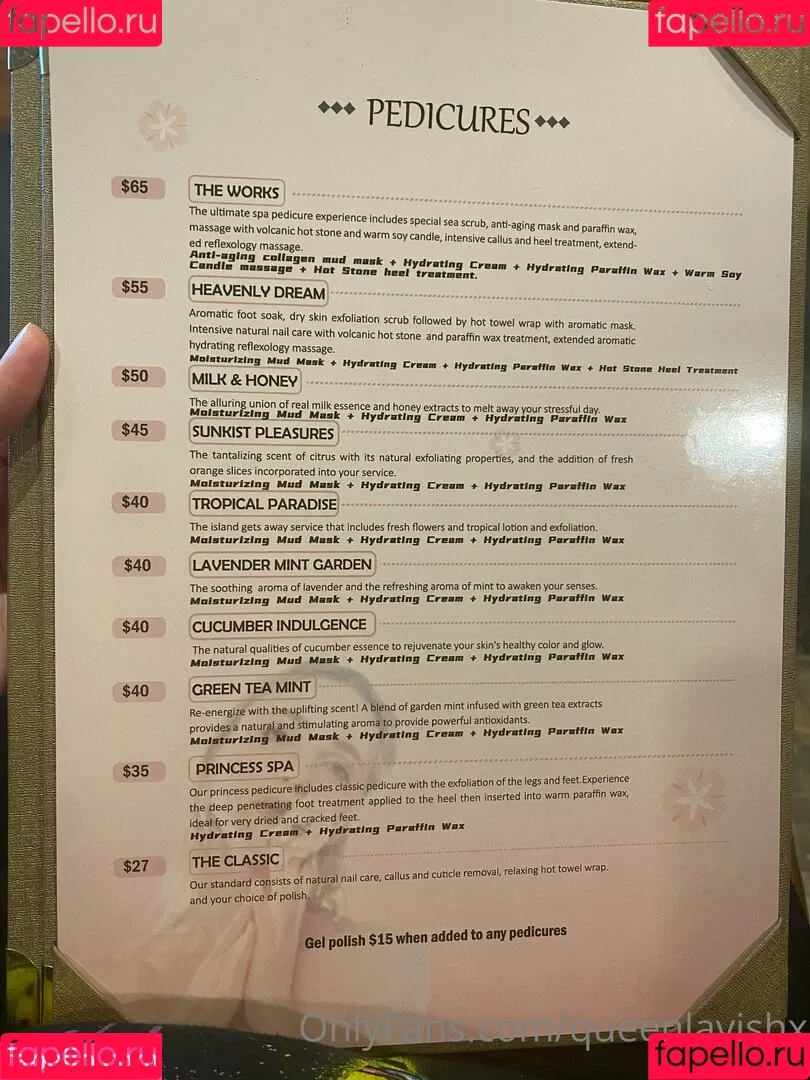 fapello.ru fapello.ru
PEDICURES
$65 THE WORKS
The ultimate spa pedicure experience includes special sea scrub, anti-aging mask and paraffin wax,
massage with volcanic hot stone and warm soy candle, intensive callus and heel treatment, extend-
ed reflexology massage.
Anti-aging collagen mud mask + Hydrating Cream + Hydrating Paraffin Wax + Warm Soy
Candle massage + Hot Stone heel treatment.
$55 HEAVENLY DREAM
Aromatic foot soak, dry skin exfoliation scrub followed by hot towel wrap with aromatic mask.
Intensive natural nail care with volcanic hot stone and paraffin wax treatment, extended aromatic
hydrating reflexology massage.
Moisturizing Mud Mask + Hydrating Cream + Hydrating Paraffin Wax + Hot Stone Heel Treatment
$50 MILK & HONEY
The alluring union of real milk essence and honey extracts to melt away your stressful day.
Moisturizing Mud Mask + Hydrating Cream + Hydrating Paraffin Wax
$45 SUNKIST PLEASURES
The tantalizing scent of citrus with its natural exfoliating properties, and the addition of fresh
orange slices incorporated into your service.
Moisturizing Mud Mask + Hydrating Cream + Hydrating Paraffin Wax
$40 TROPICAL PARADISE
The island gets away service that includes fresh flowers and tropical lotion and exfoliation.
Moisturizing Mud Mask + Hydrating Cream + Hydrating Paraffin Wax
$40 LAVENDER MINT GARDEN
The soothing aroma of lavender and the refreshing aroma of mint to awaken your senses.
Moisturizing Mud Mask + Hydrating Cream + Hydrating Paraffin Wax
$40 CUCUMBER INDULGENCE
The natural qualities of cucumber essence to rejuvenate your skin's healthy color and glow.
Moisturizing Mud Mask + Hydrating Cream + Hydrating Paraffin Wax
$40 GREEN TEA MINT
Re-energize with the uplifting scent! A blend of garden mint infused with green tea extracts
provides a natural and stimulating aroma to provide powerful antioxidants.
Moisturizing Mud Mask + Hydrating Cream + Hydrating Paraffin Wax
$35 PRINCESS SPA
Our princess pedicure includes classic pedicure with the exfoliation of the legs and feet.Experience
the deep penetrating foot treatment applied to the heel then inserted into warm paraffin wax,
ideal for very dried and cracked feet.
Hydrating Cream + Hydrating Paraffin Wax
$27 THE CLASSIC
Our standard consists of natural nail care, callus and cuticle removal, relaxing hot towel wrap.
and your choice of polish.
Gel polish $15 when added to any pedicures
OnlyFans.com/queenlavishx
fapello.ru fapello.ru